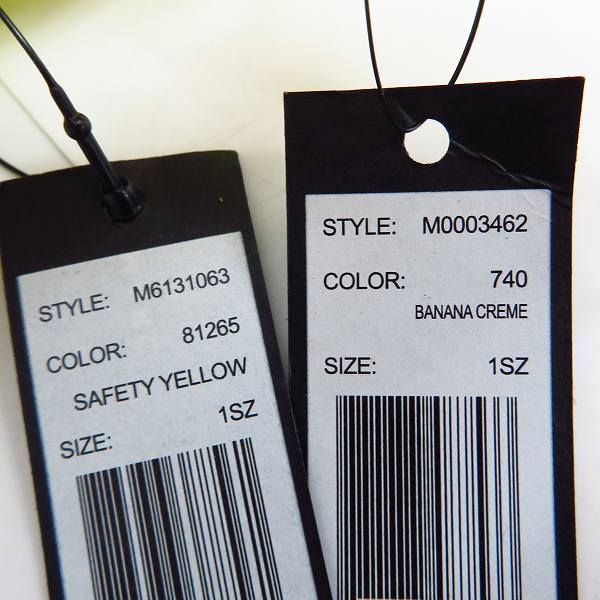 STYLE: M6131063
COLOR: 81265
SAFETY YELLOW
SIZE: 1SZ
STYLE: M0003462
COLOR: 740
BANANA CREME
SIZE: 1SZ